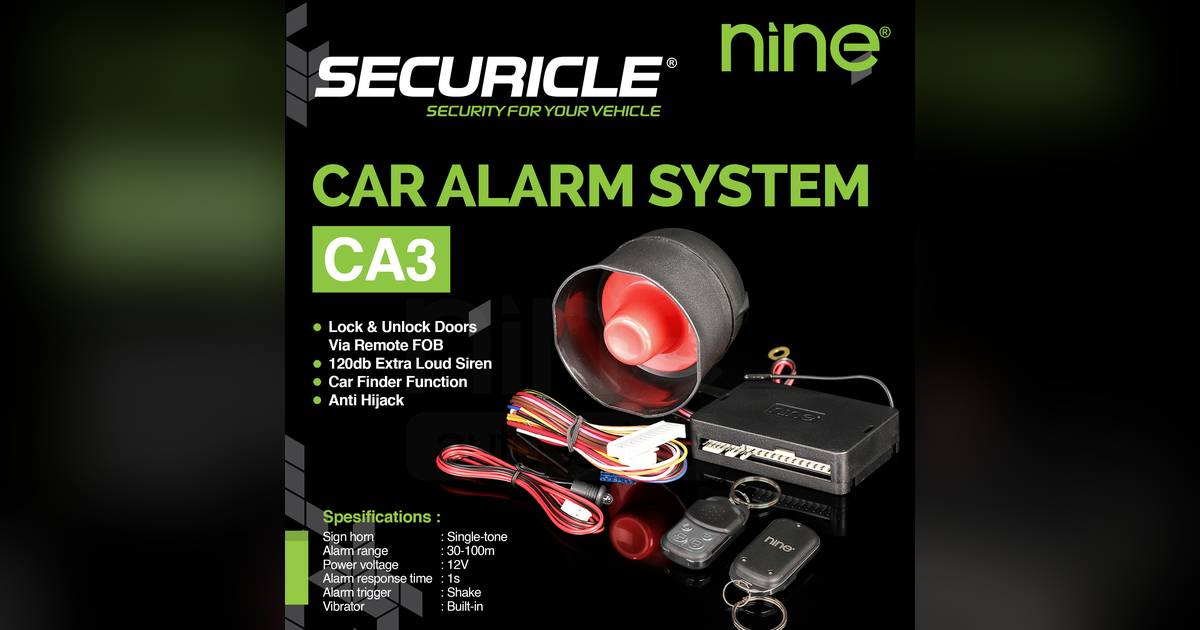 nine®
SECURICLE®
SECURITY FOR YOUR VEHICLE
CAR ALARM SYSTEM
CA3
Lock & Unlock Doors
Via Remote FOB
120db Extra Loud Siren
Car Finder Function
Anti Hijack
nine
nine
nine
Spesifications :
Sign horn : Single-tone
Alarm range : 30-100m
Power voltage : 12V
Alarm response time : 1s
Alarm trigger : Shake
Vibrator : Built-in